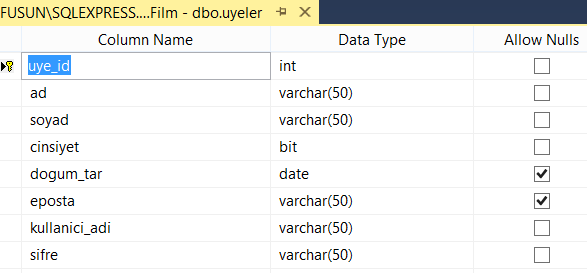 FUSUN\SQLEXPRESS....Film - dbo.uyeler
Column Name Data Type Allow Nulls
uye_id int
ad varchar(50)
soyad varchar(50)
cinsiyet bit
dogum_tar date
eposta varchar(50)
kullanici_adi varchar(50)
sifre varchar(50)